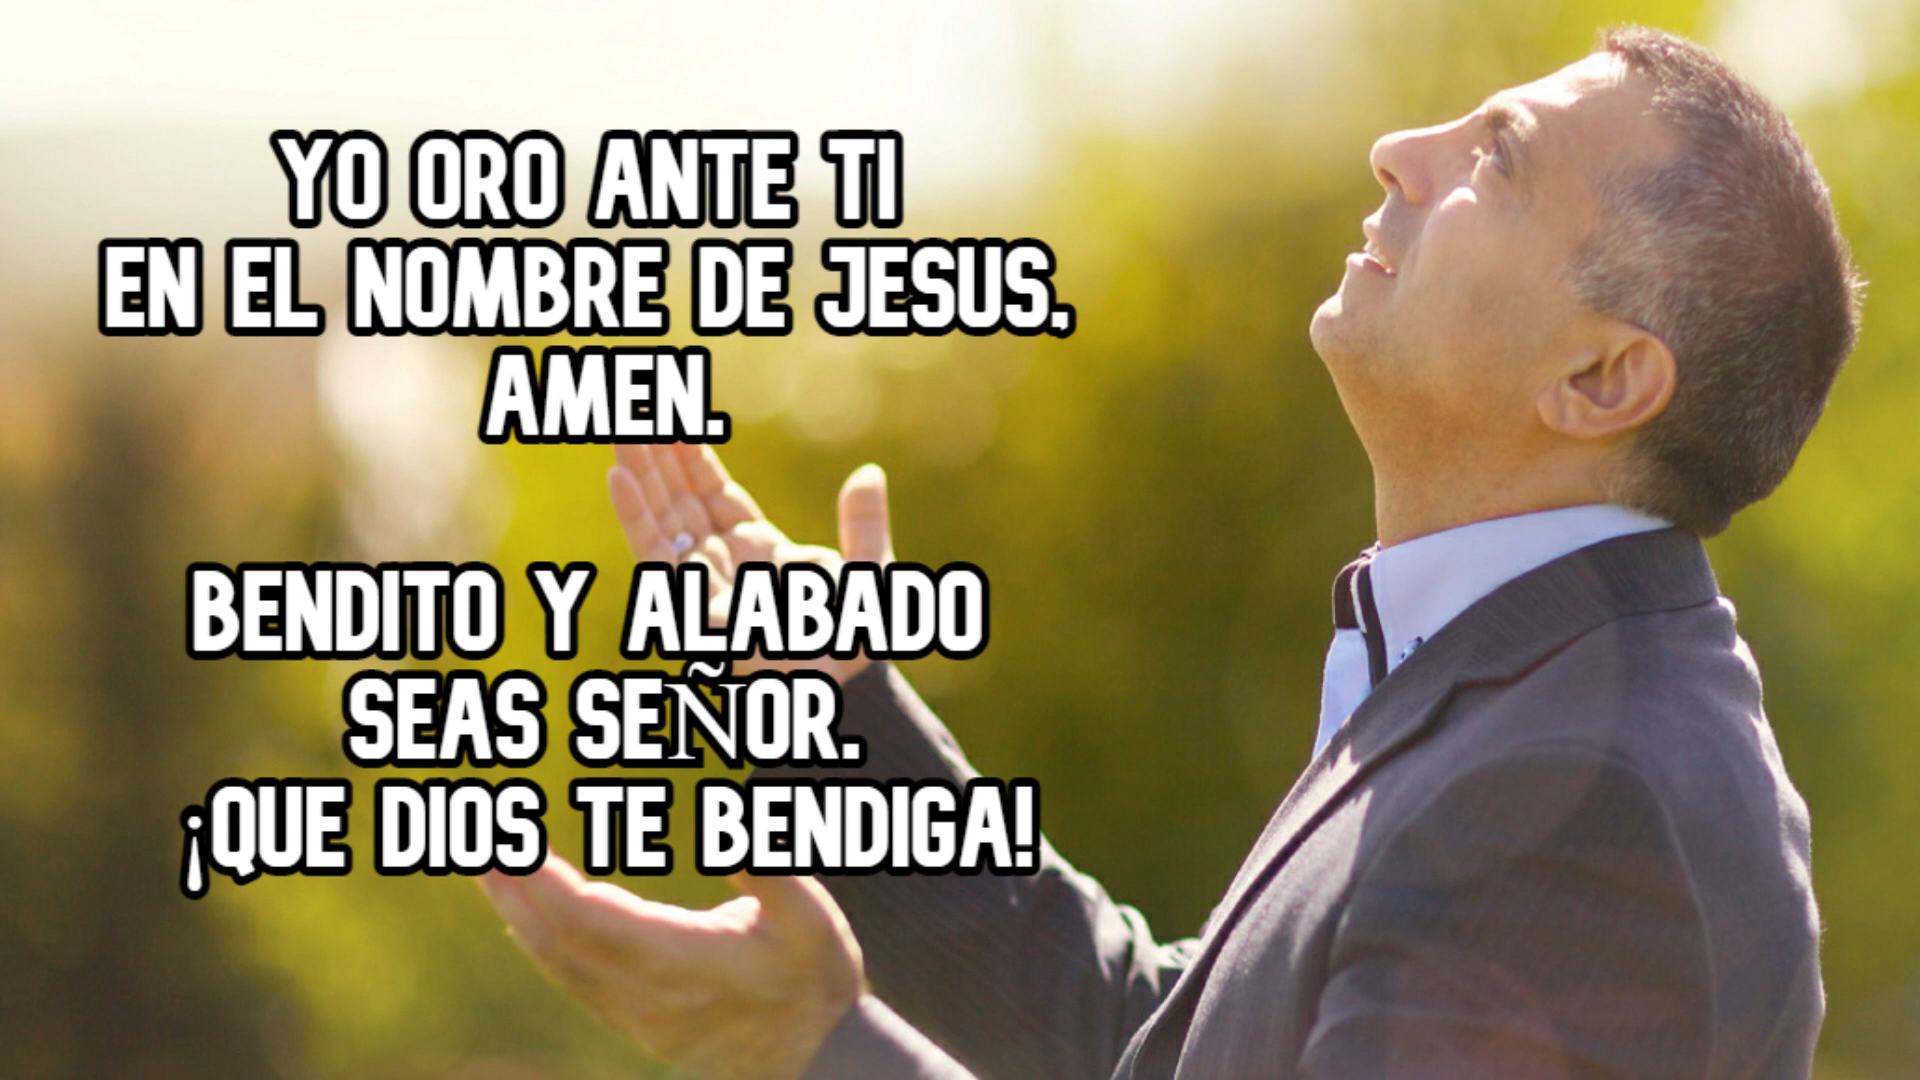 YO ORO ANTE TI
EN EL NOMBRE DE JESUS,
AMEN.
BENDITO Y ALABADO
SEAS SEÑOR.
¡QUE DIOS TE BENDIGA!